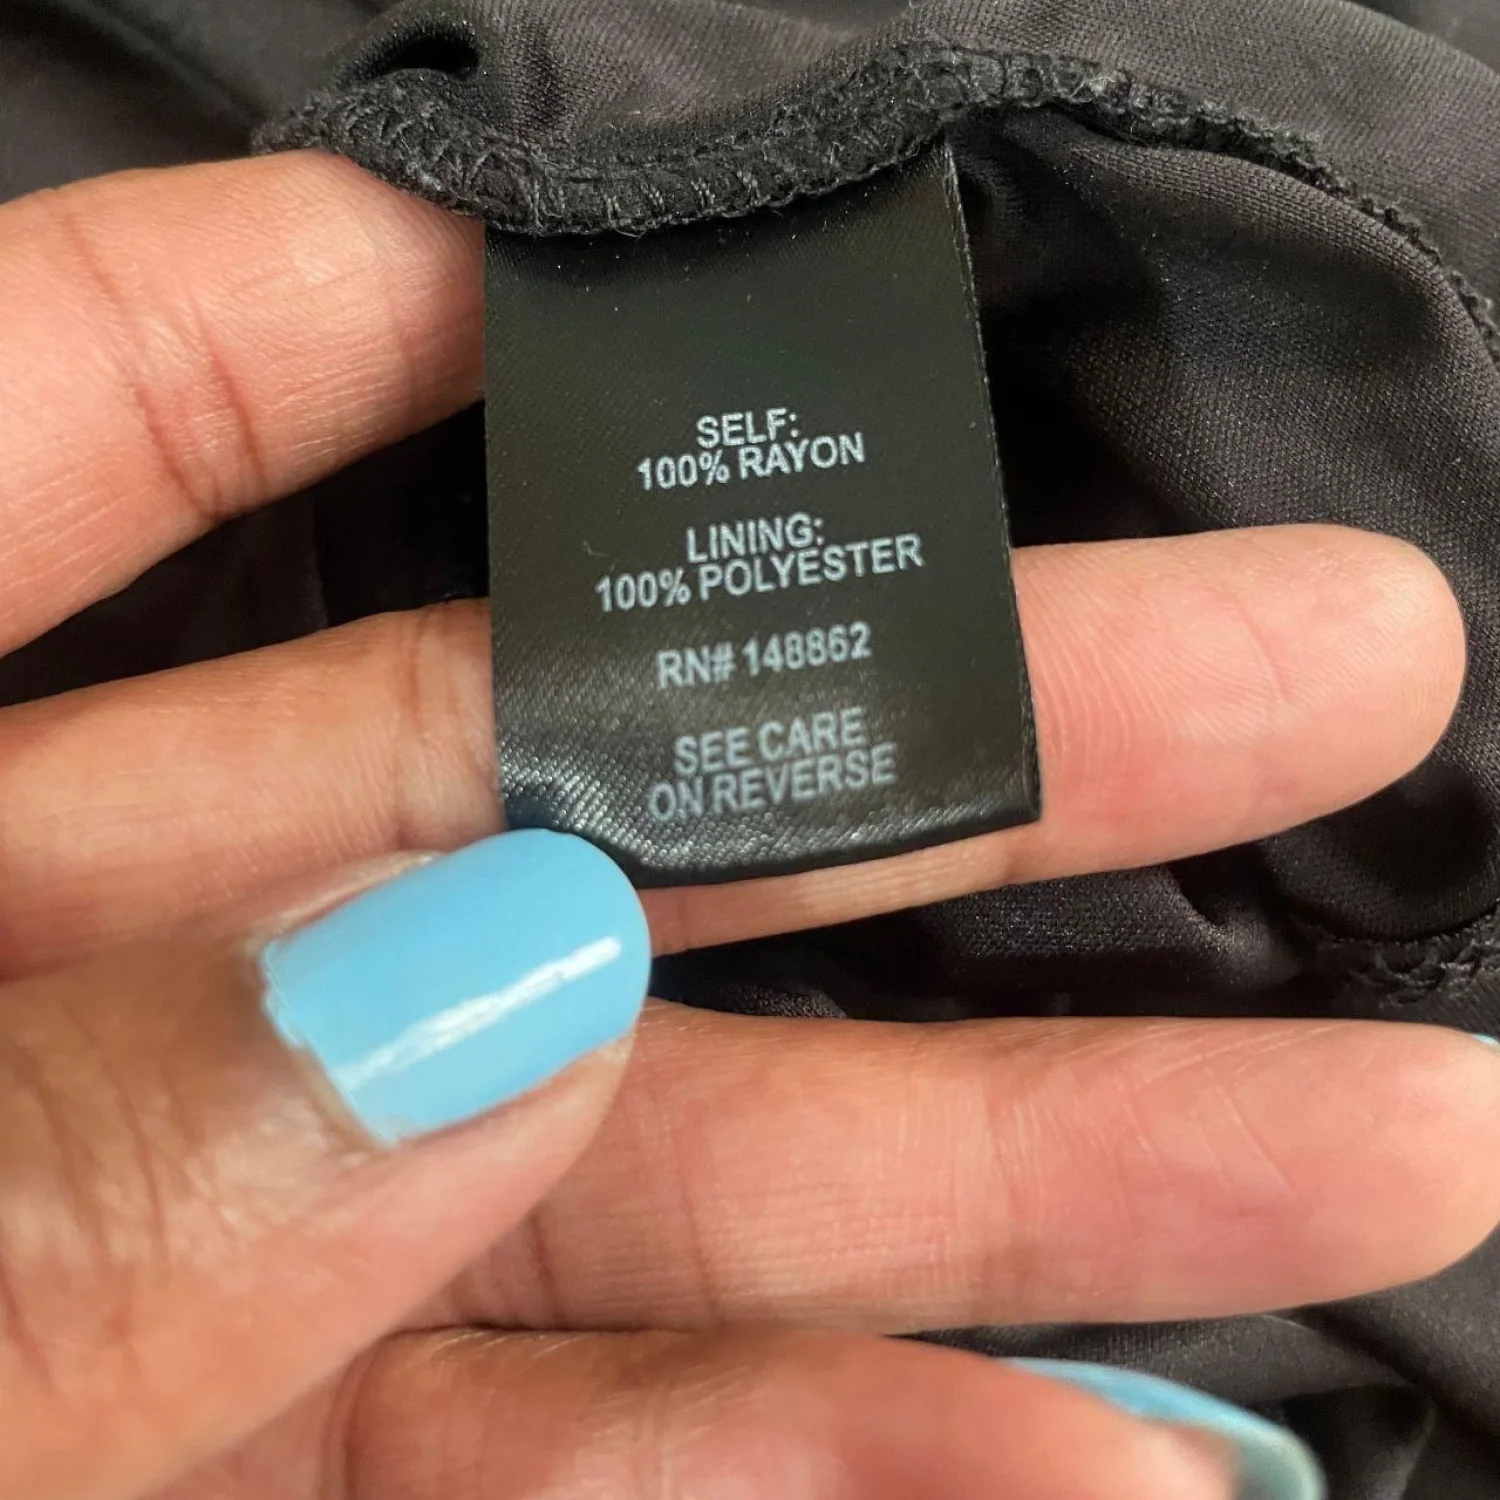 SELF:
100% RAYON
LINING:
100% POLYESTER
RN# 148862
SEE CARE
ON REVERSE